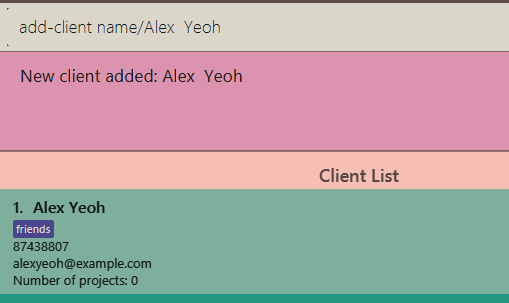 add-client name/Alex  Yeoh
New client added: Alex  Yeoh
Client List
1.  Alex Yeoh
friends
87438807
alexyeoh@example.com
Number of projects: 0